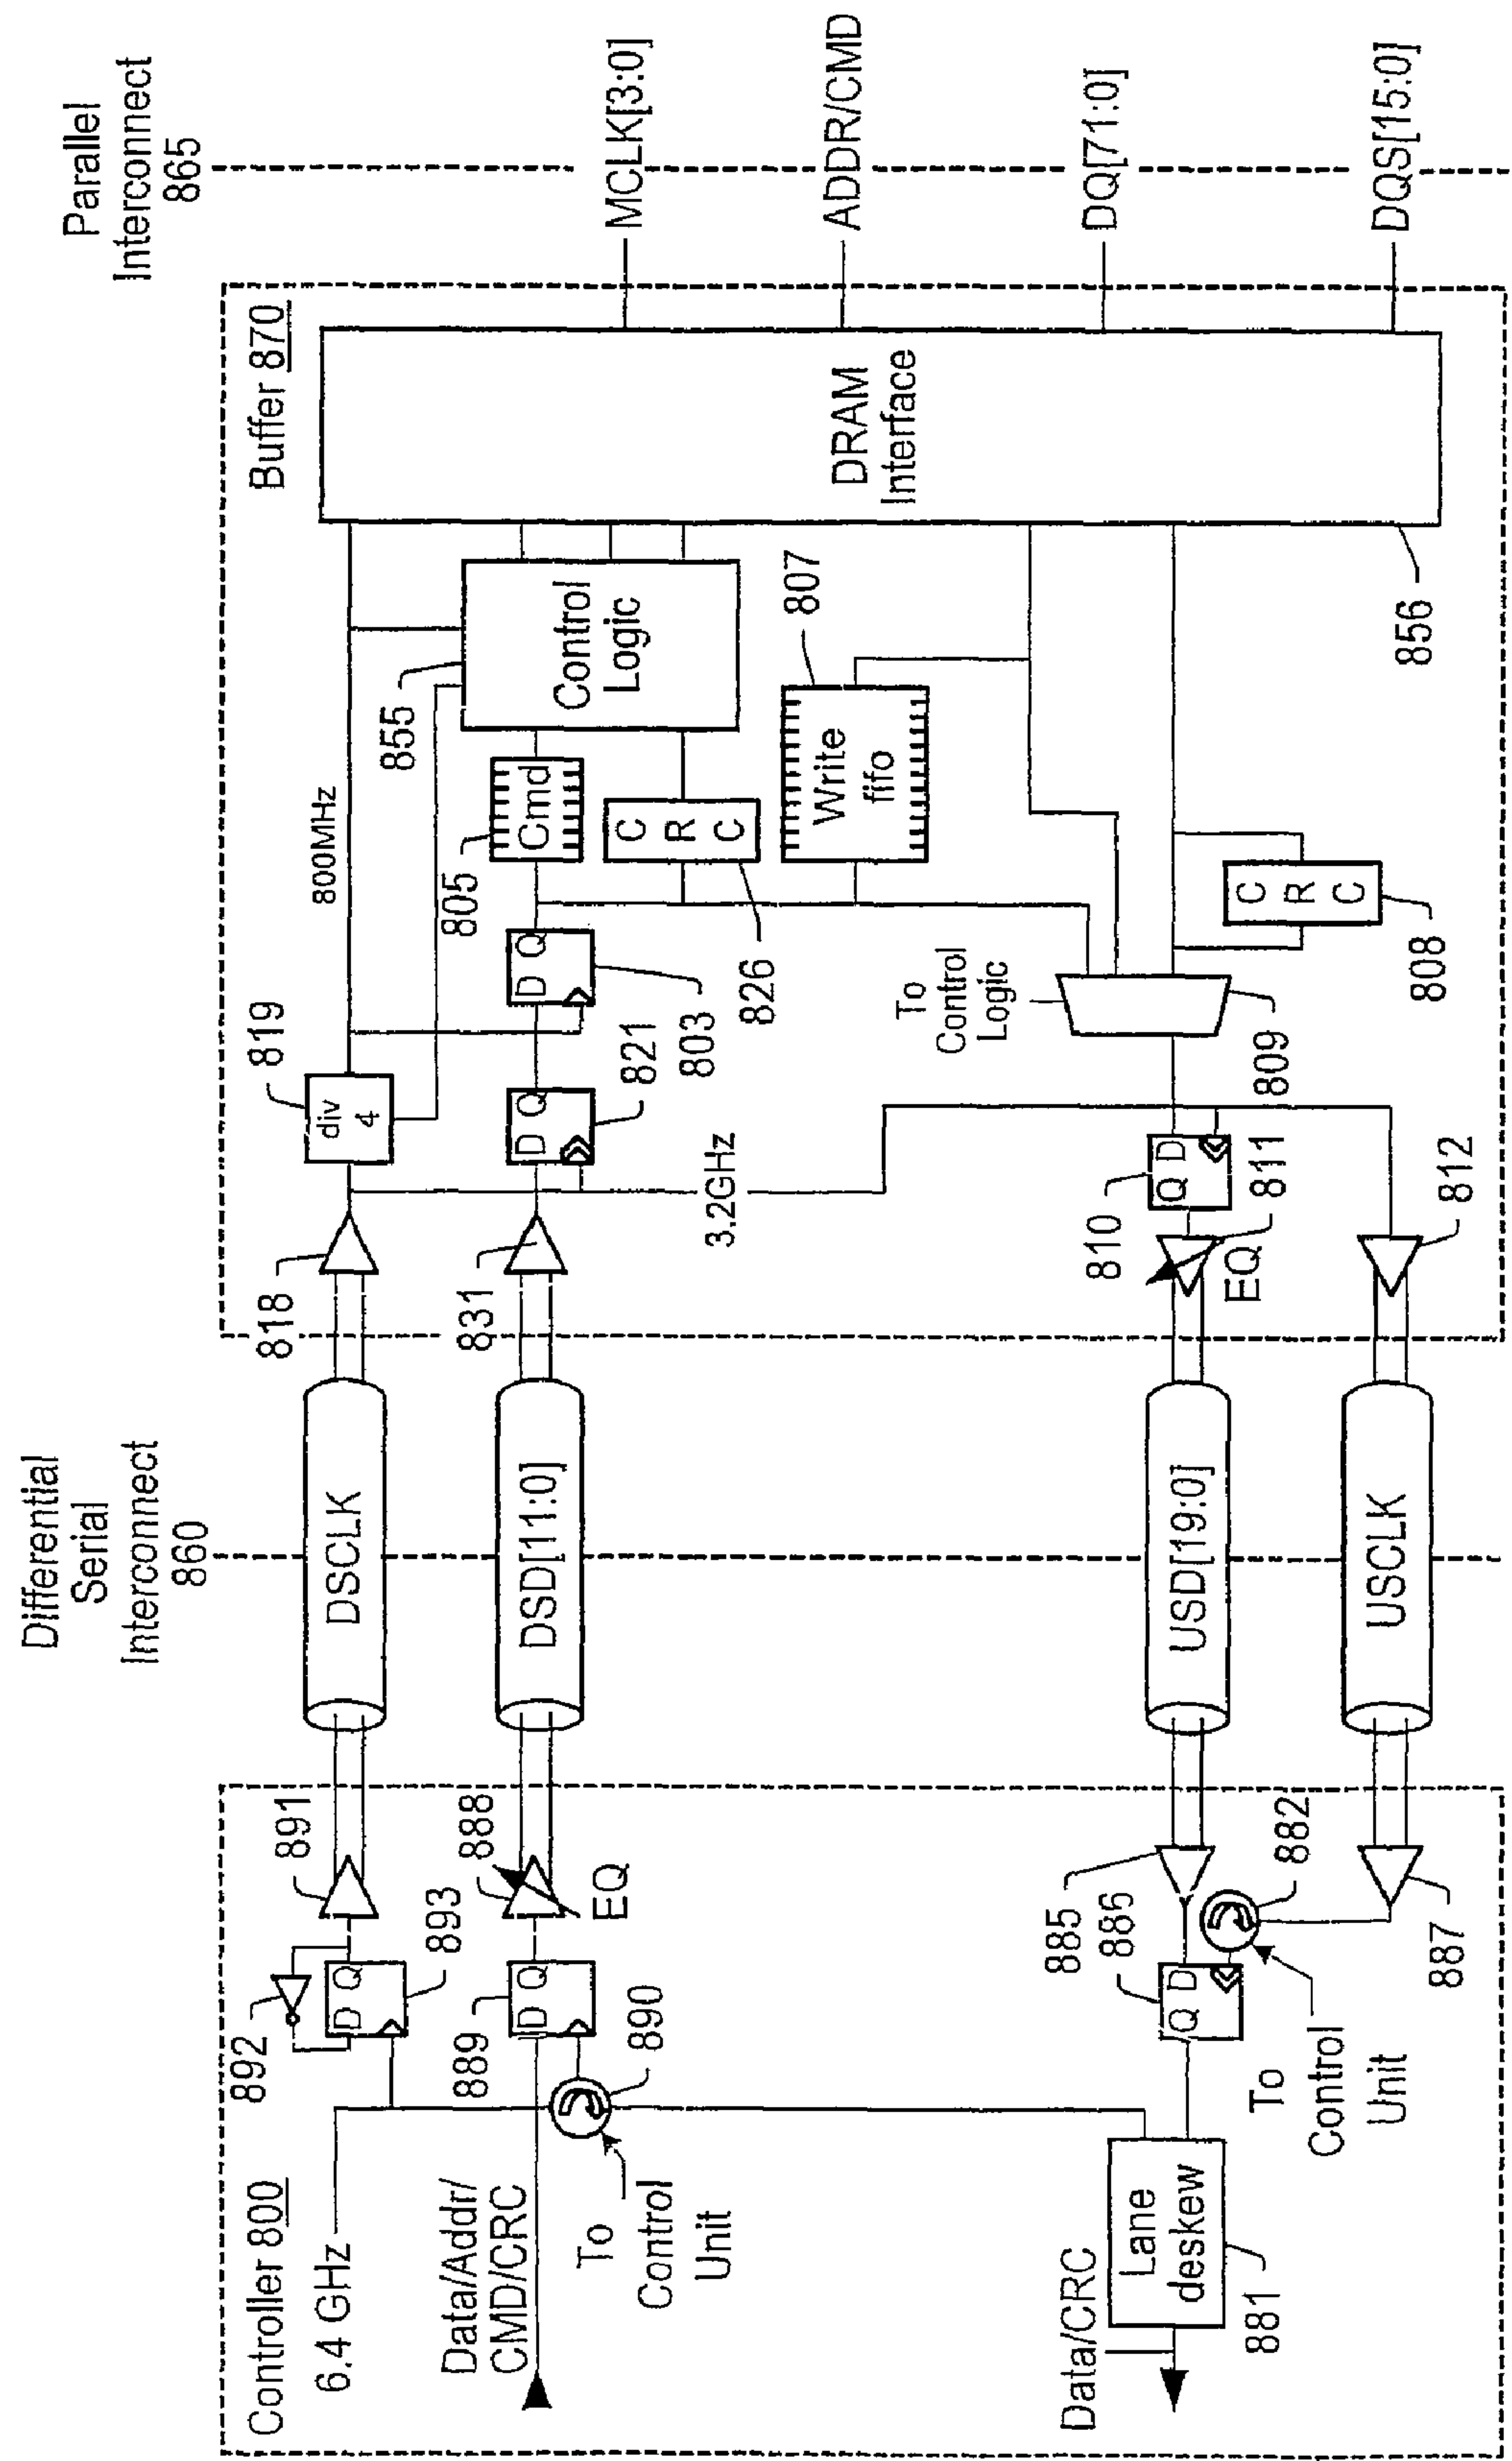 Differential
Serial
Interconnect
860
Parallel
Interconnect
865
Controller 800
6.4 GHz
892
893
891
DSCLK
818
819
div
4
800MHz
Buffer 870
MCLK[3:0]
Data/Addr/
CMD/CRC
889
D Q
D Q
888
EQ
890
To
Control
Unit
DSD[11:0]
831
D Q
821
D Q
803
805
Cmd
855
Control
Logic
C R C
826
3.2GHz
Write
fifo
807
DRAM
Interface
856
ADDR/CMD
DQ[71:0]
DQS[15:0]
To
Control
Logic
809
C R C
808
Data/CRC
Lane
deskew
881
Q D
886
885
882
To
Control
Unit
887
USD[19:0]
USCLK
810
Q D
811
EQ
812